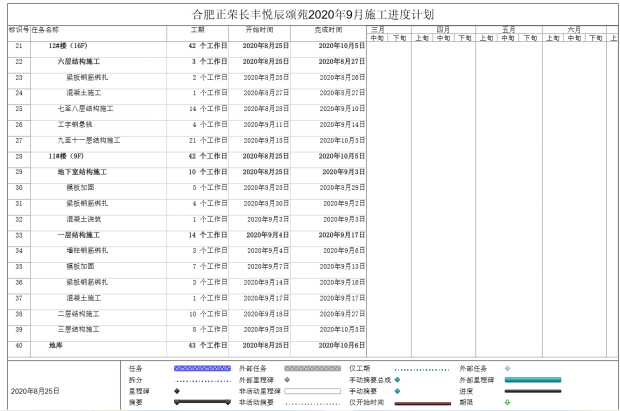 合肥正荣长丰悦辰颂苑2020年9月施工进度计划
标识号 任务名称 工期 开始时间 完成时间 三月 四月 五月 六月
中旬 下旬 上旬 中旬 下旬 上旬 中旬 下旬 上旬 中旬 下旬 上旬
21 12#楼（16F） 42 个工作日 2020年8月25日 2020年10月5日
22 六层结构施工 3 个工作日 2020年8月25日 2020年8月27日
23 梁板钢筋绑扎 2 个工作日 2020年8月25日 2020年8月26日
24 混凝土施工 1 个工作日 2020年8月27日 2020年8月27日
25 七至八层结构施工 14 个工作日 2020年8月28日 2020年9月10日
26 工字钢悬挑 4 个工作日 2020年9月11日 2020年9月14日
27 九至十一层结构施工 21 个工作日 2020年9月15日 2020年10月5日
28 11#楼（9F） 42 个工作日 2020年8月25日 2020年10月5日
29 地下室结构施工 10 个工作日 2020年8月25日 2020年9月3日
30 模板加固 5 个工作日 2020年8月25日 2020年8月29日
31 梁板钢筋绑扎 4 个工作日 2020年8月30日 2020年9月2日
32 混凝土浇筑 1 个工作日 2020年9月3日 2020年9月3日
33 一层结构施工 14 个工作日 2020年9月4日 2020年9月17日
34 墙柱钢筋绑扎 3 个工作日 2020年9月4日 2020年9月6日
35 模板加固 7 个工作日 2020年9月7日 2020年9月13日
36 梁板钢筋绑扎 3 个工作日 2020年9月14日 2020年9月16日
37 混凝土施工 1 个工作日 2020年9月17日 2020年9月17日
38 二层结构施工 10 个工作日 2020年9月18日 2020年9月27日
39 三层结构施工 8 个工作日 2020年9月28日 2020年10月5日
40 地库 43 个工作日 2020年8月25日 2020年10月6日
任务 外部任务 仅工期 外部任务
拆分 外部里程碑 手动摘要总成 外部里程碑
2020年8月25日 里程碑 非活动里程碑 手动摘要 进度
摘要 非活动摘要 仅开始时间 期限